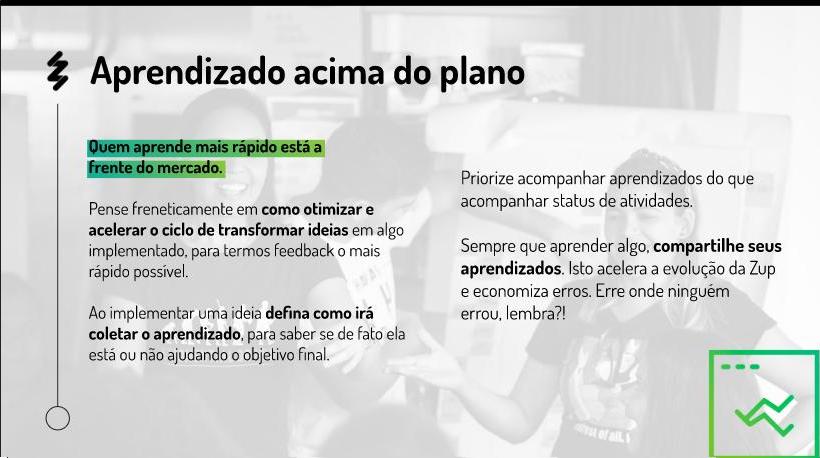 Aprendizado acima do plano
Quem aprende mais rápido está a
frente do mercado.
Pense freneticamente em como otimizar e
acelerar o ciclo de transformar ideias em algo
implementado, para termos feedback o mais
rápido possível.
Ao implementar uma ideia defina como irá
coletar o aprendizado, para saber se de fato ela
está ou não ajudando o objetivo final.
Priorize acompanhar aprendizados do que
acompanhar status de atividades.
Sempre que aprender algo, compartilhe seus
aprendizados. Isto acelera a evolução da Zup
e economiza erros. Erre onde ninguém
errou, lembra?!